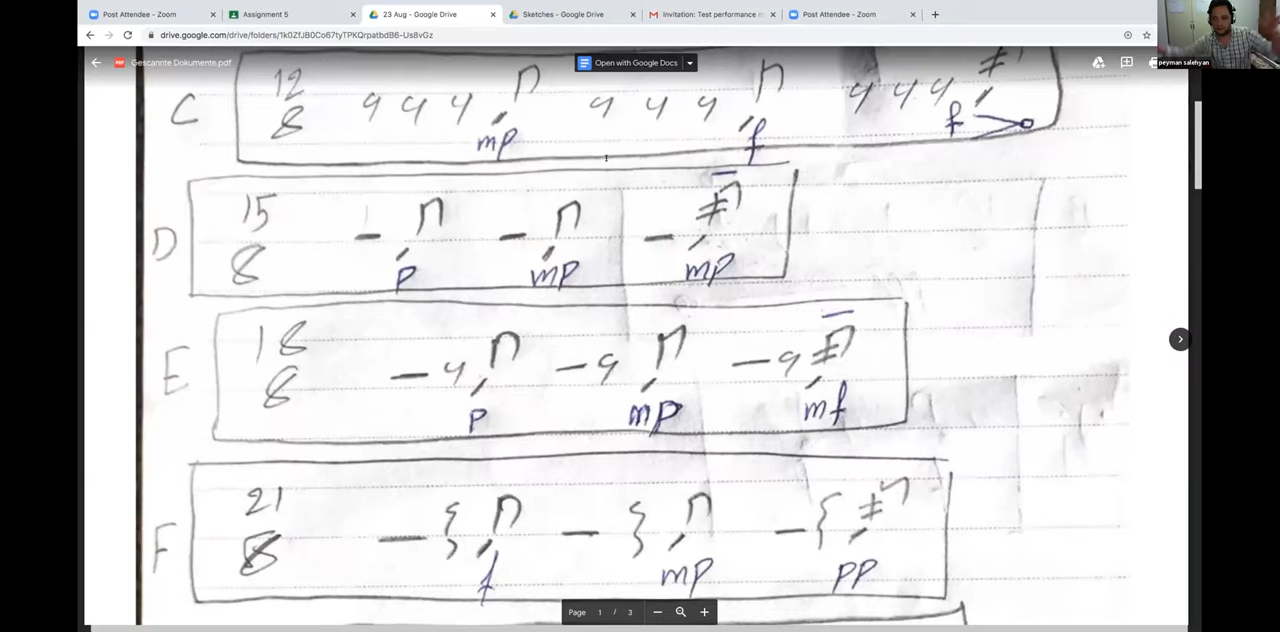 Post Attendee - Zoom
Assignment 5
23 Aug - Google Drive
Sketches - Google Drive
Invitation: Test performance
Post Attendee - Zoom
drive.google.com/drive/folders/1k0ZfJB0Co67tyTPKQrpatbdB6-Us8vGz
peyman salehyan
Gescannte Dokumente.pdf
Open with Google Docs
C
12
8
mp
f
f
D
15
8
p
mp
mp
E
18
8
p
mp
mf
F
21
8
f
mp
pp
Page 1 / 3